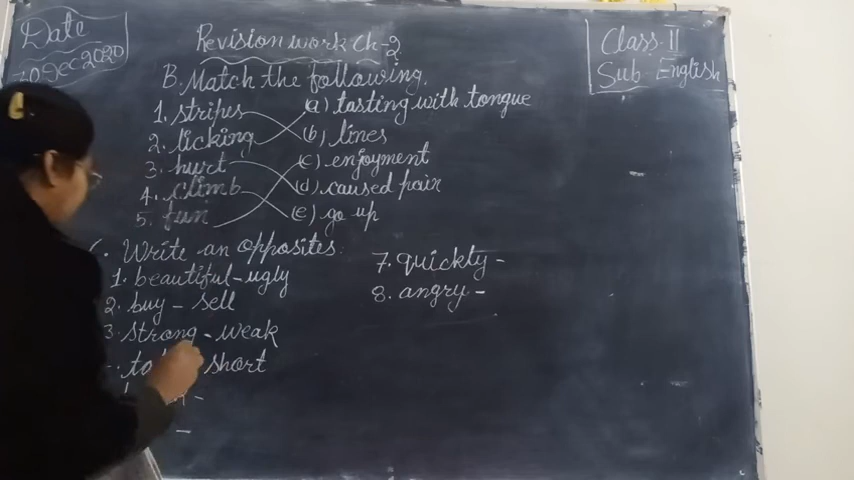 Date
10 Dec 2020
Revision work Ch-2
Class-II
Sub-English
B. Match the following.
1. stripes (a) tasting with tongue
2. licking (b) lines
3. hurt (c) enjoyment
4. climb (d) caused pain
5. fun (e) go up
Write an opposites:
1. beautiful-ugly
2. buy - sell
3. strong - weak
short
7. quickly -
8. angry -